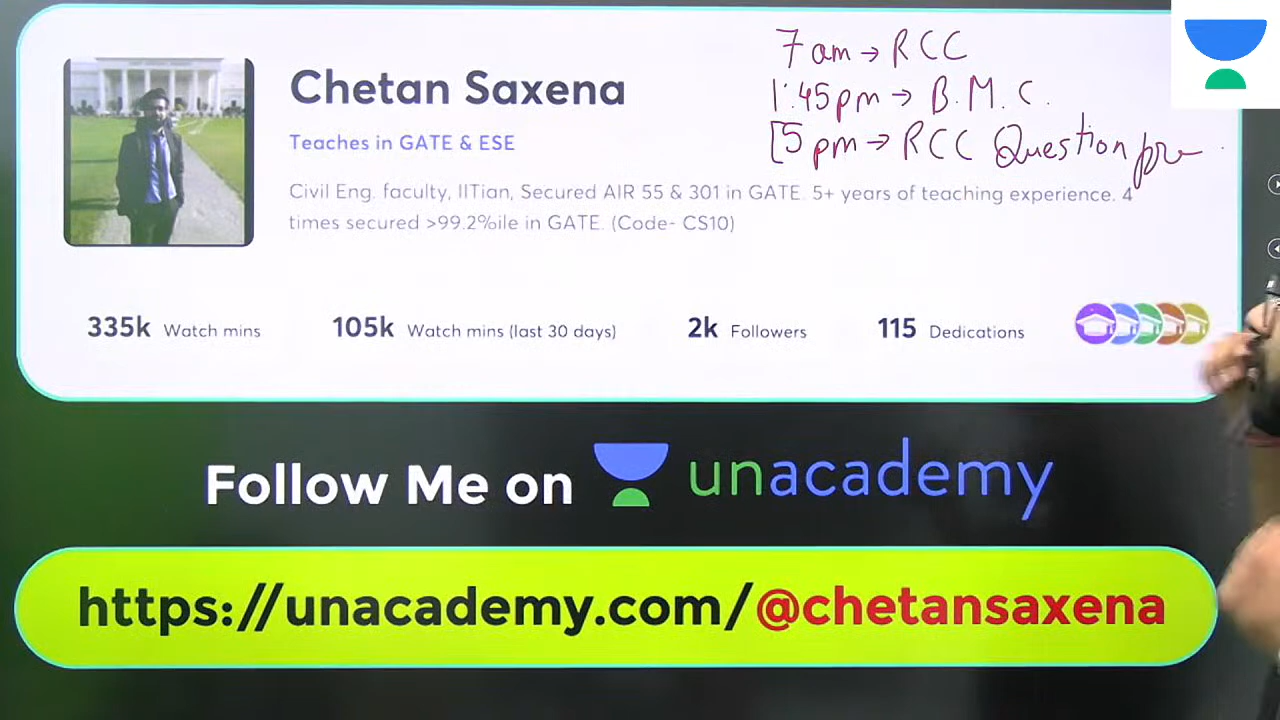 7 am → RCC
1:45 pm → B.M.C.
[5 pm → RCC Question
Chetan Saxena
Teaches in GATE & ESE
Civil Eng. faculty, IITian, Secured AIR 55 & 301 in GATE. 5+ years of teaching experience. 4
times secured >99.2%ile in GATE. (Code- CS10)
335k Watch mins
105k Watch mins (last 30 days)
2k Followers
115 Dedications
Follow Me on unacademy
https://unacademy.com/@chetansaxena